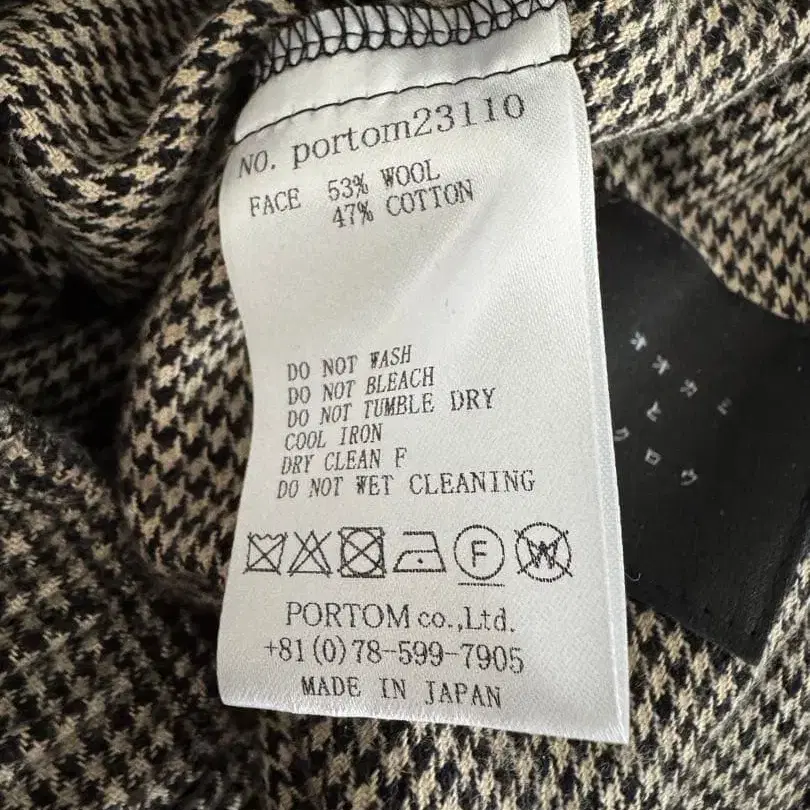 NO. portom23110
FACE 53% WOOL
47% COTTON
DO NOT WASH
DO NOT BLEACH
DO NOT TUMBLE DRY
COOL IRON
DRY CLEAN F
DO NOT WET CLEANING
F W
PORTOM co.,Ltd.
+81(0)78-599-7905
MADE IN JAPAN